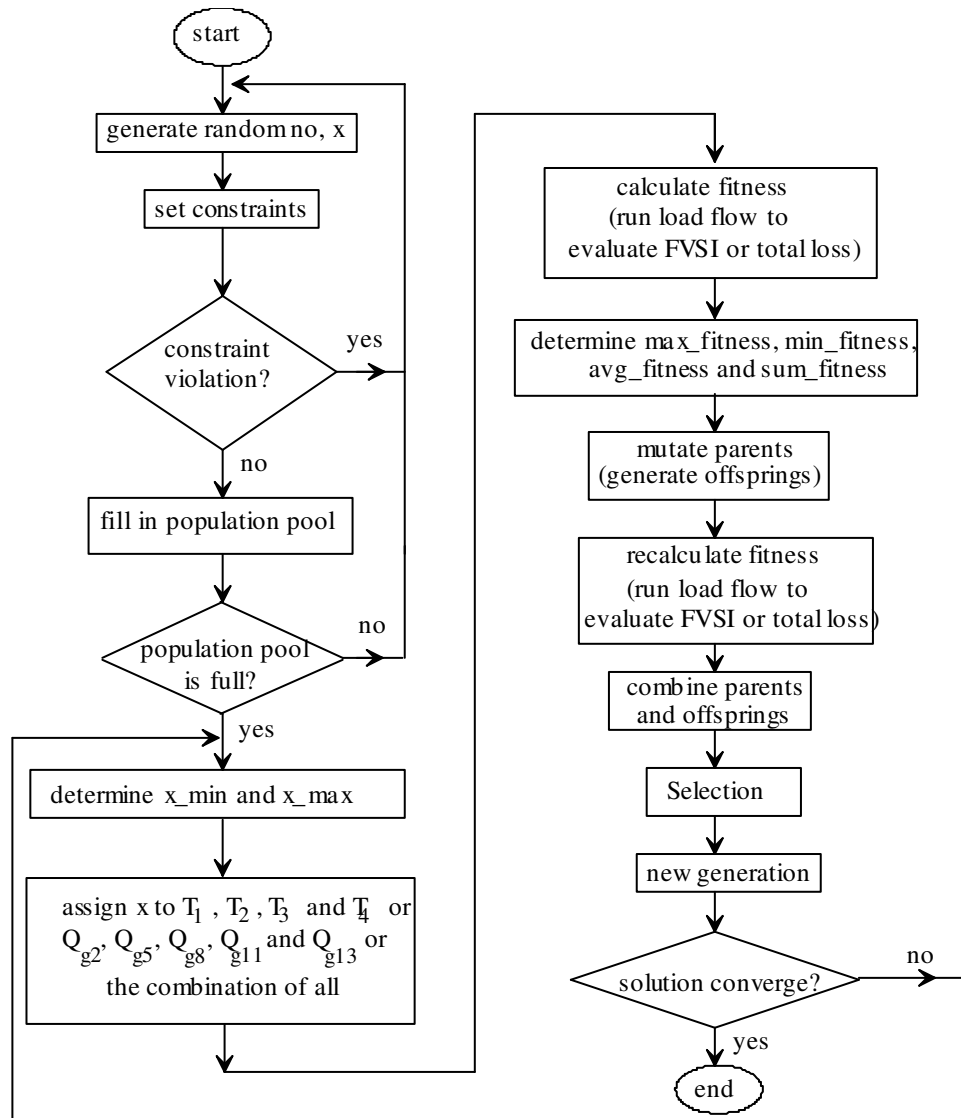 start
generate random no, x
set constraints
constraint
violation?
yes
no
fill in population pool
population pool
is full?
no
yes
determine x_min and x_max
assign x to T1 , T2 , T3 and T4 or
Qg2, Qg5, Qg8, Qg11 and Qg13 or
the combination of all
calculate fitness
(run load flow to
evaluate FVSI or total loss)
determine max_fitness, min_fitness,
avg_fitness and sum_fitness
mutate parents
(generate offsprings)
recalculate fitness
(run load flow to
evaluate FVSI or total loss)
combine parents
and offsprings
Selection
new generation
solution converge?
no
yes
end